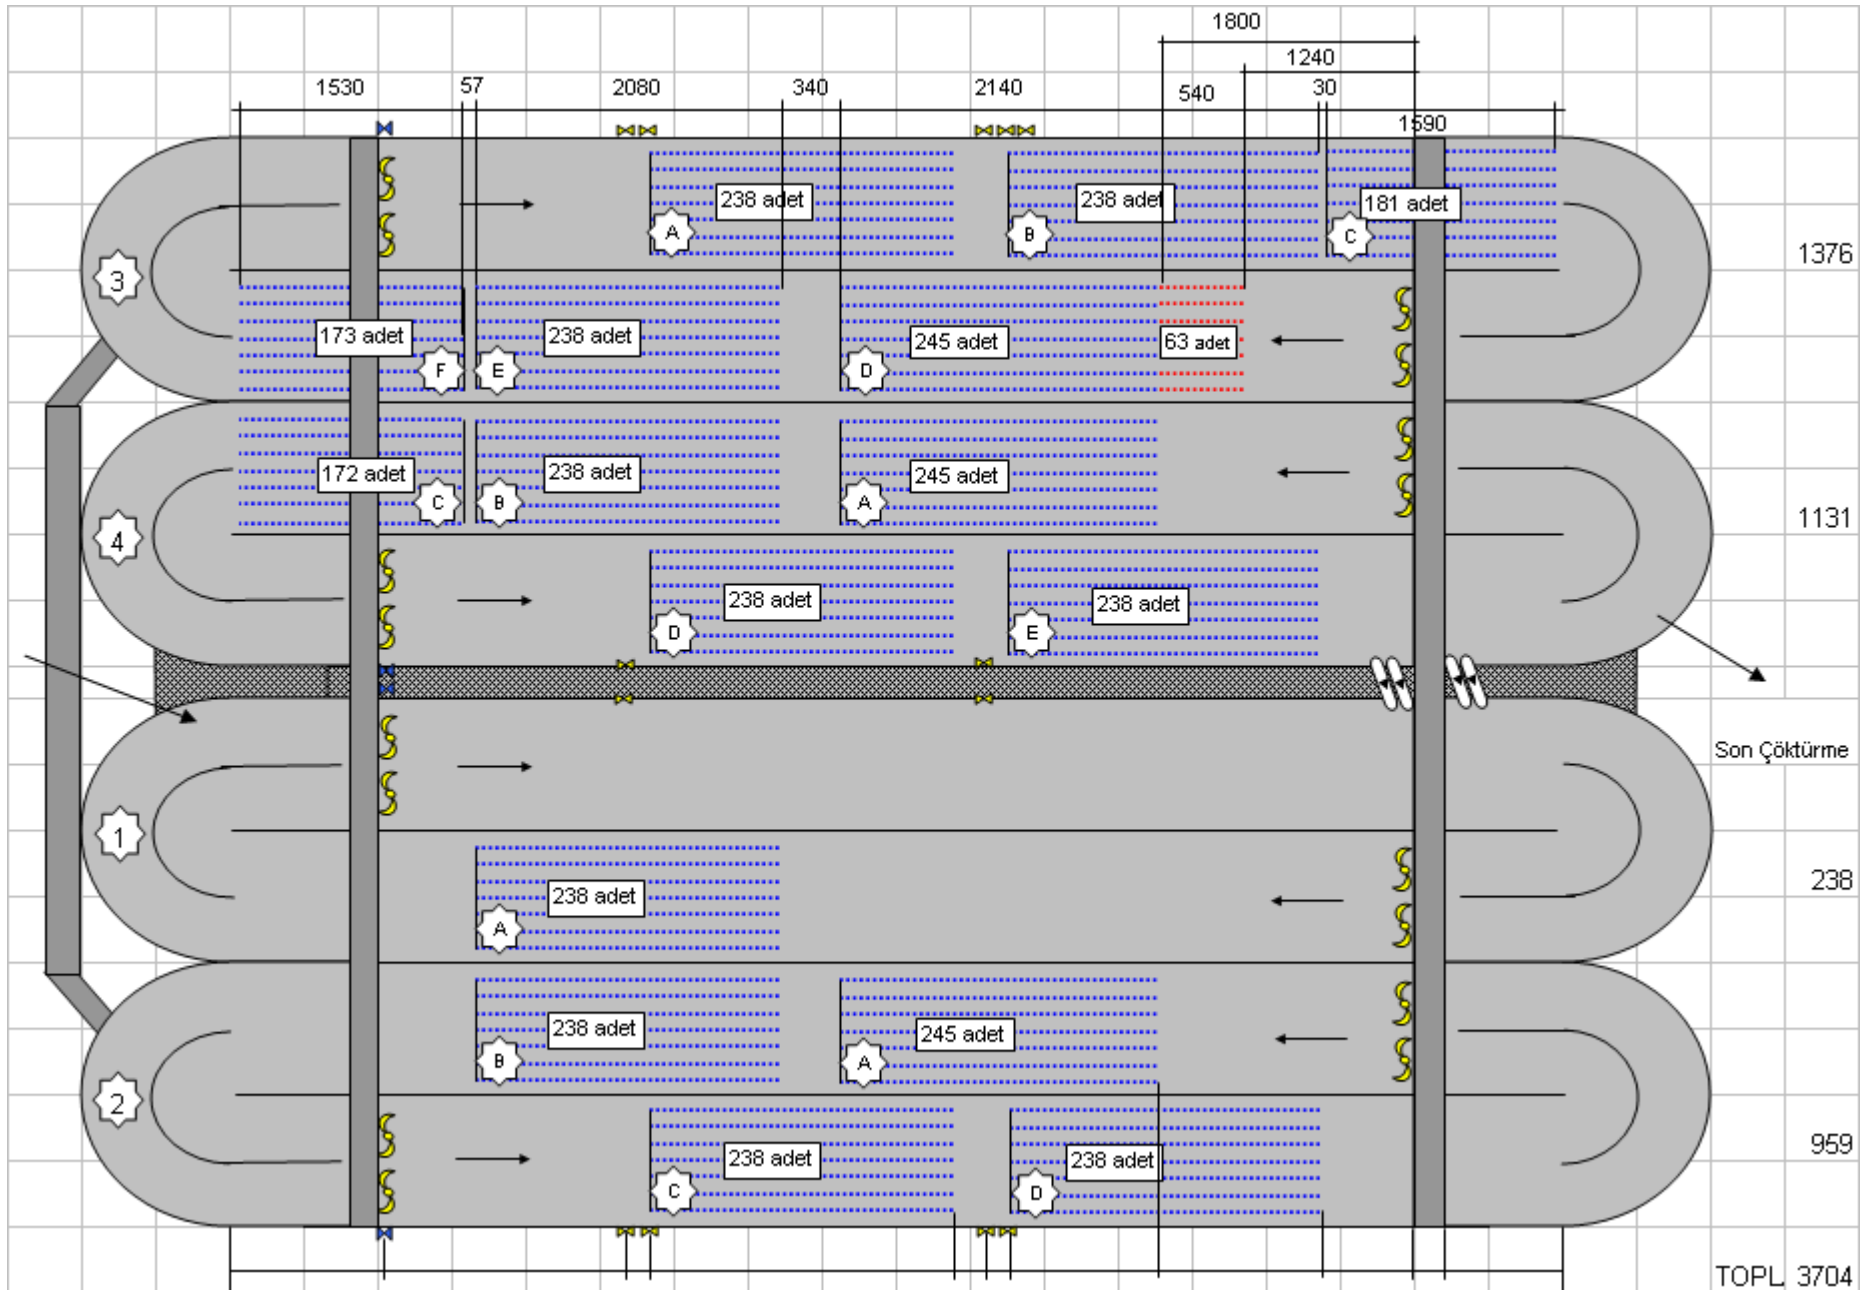 1800
1240
1530
57
2080
340
2140
540
30
1590
238 adet
238 adet
181 adet
A
B
C
3
1376
173 adet
238 adet
245 adet
63 adet
F
E
D
172 adet
238 adet
245 adet
C
B
A
4
1131
238 adet
238 adet
D
E
Son Çöktürme
1
238 adet
238
A
238 adet
245 adet
B
A
2
238 adet
238 adet
959
C
D
TOPL. 3704